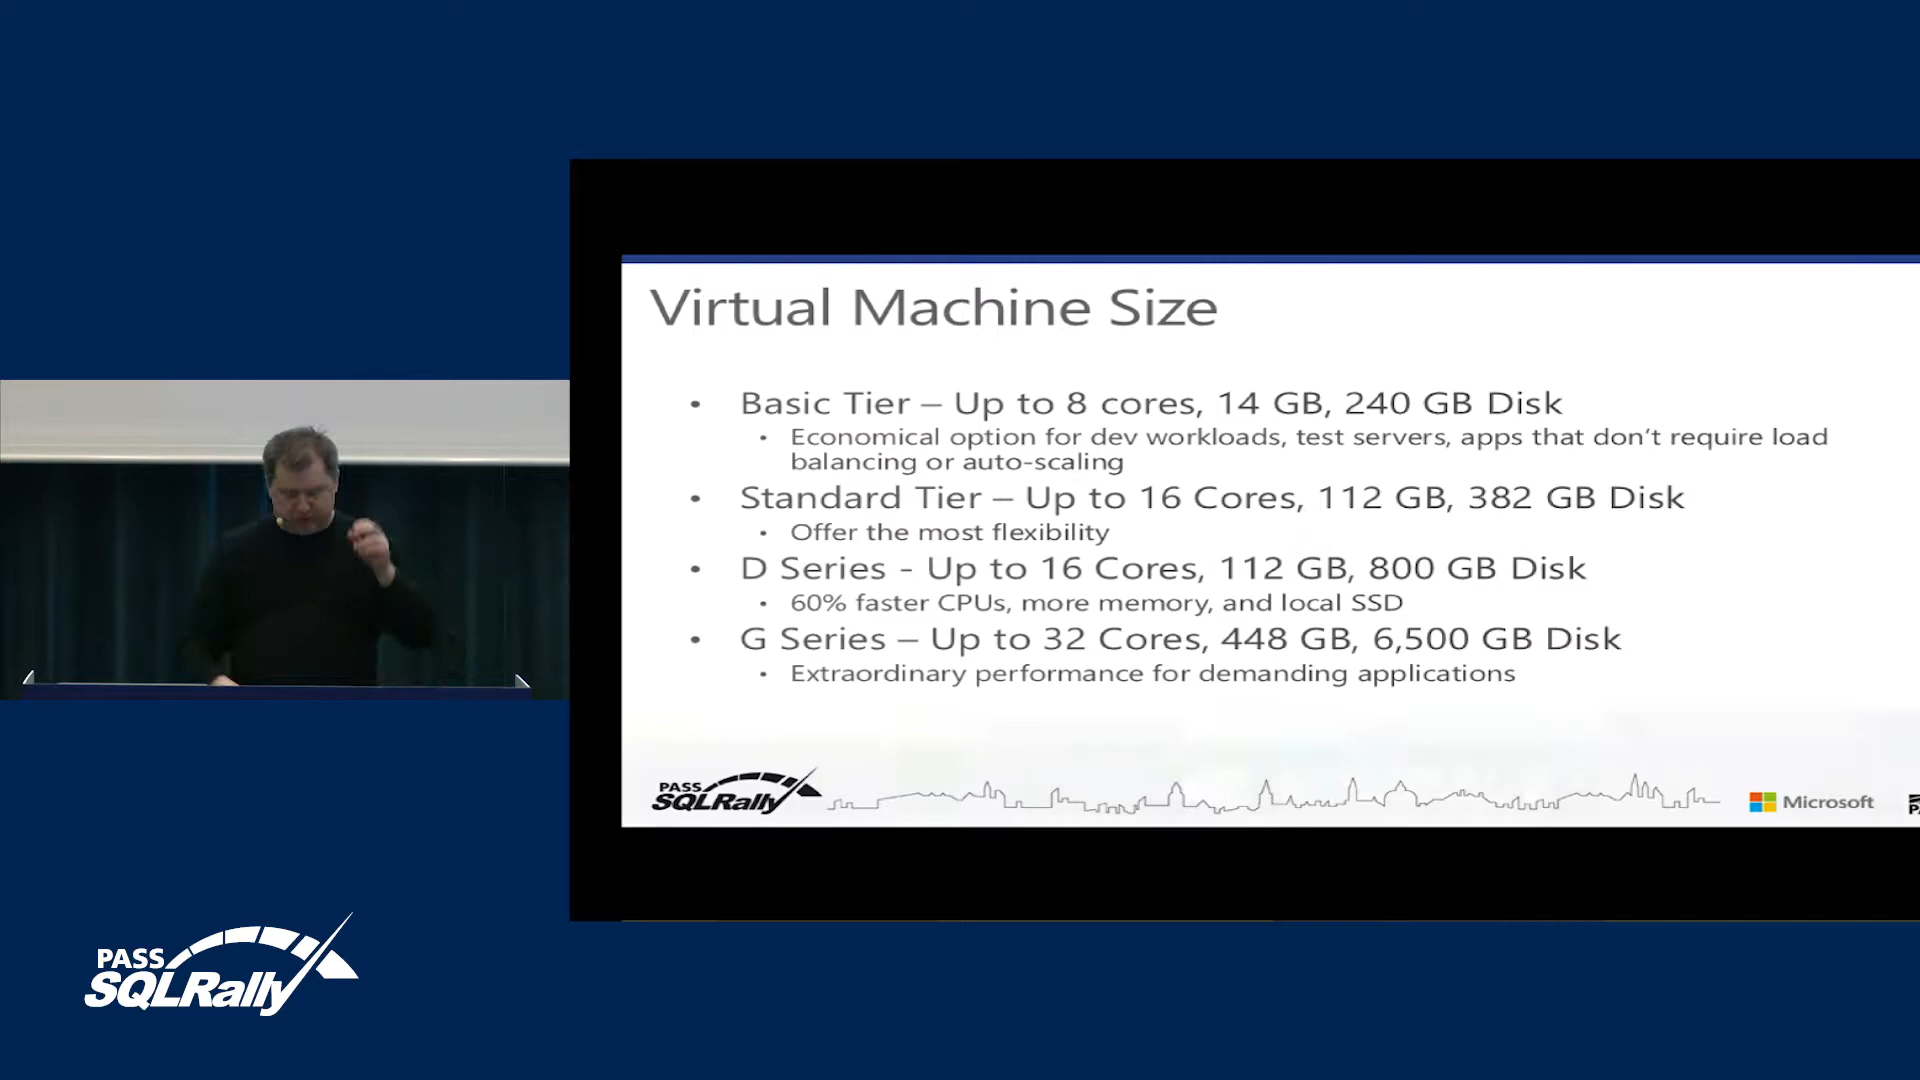 Virtual Machine Size
• Basic Tier – Up to 8 cores, 14 GB, 240 GB Disk
• Economical option for dev workloads, test servers, apps that don't require load
balancing or auto-scaling
• Standard Tier – Up to 16 Cores, 112 GB, 382 GB Disk
• Offer the most flexibility
• D Series - Up to 16 Cores, 112 GB, 800 GB Disk
• 60% faster CPUs, more memory, and local SSD
• G Series – Up to 32 Cores, 448 GB, 6,500 GB Disk
• Extraordinary performance for demanding applications
PASS
SQLRally
Microsoft
PASS
SQLRally